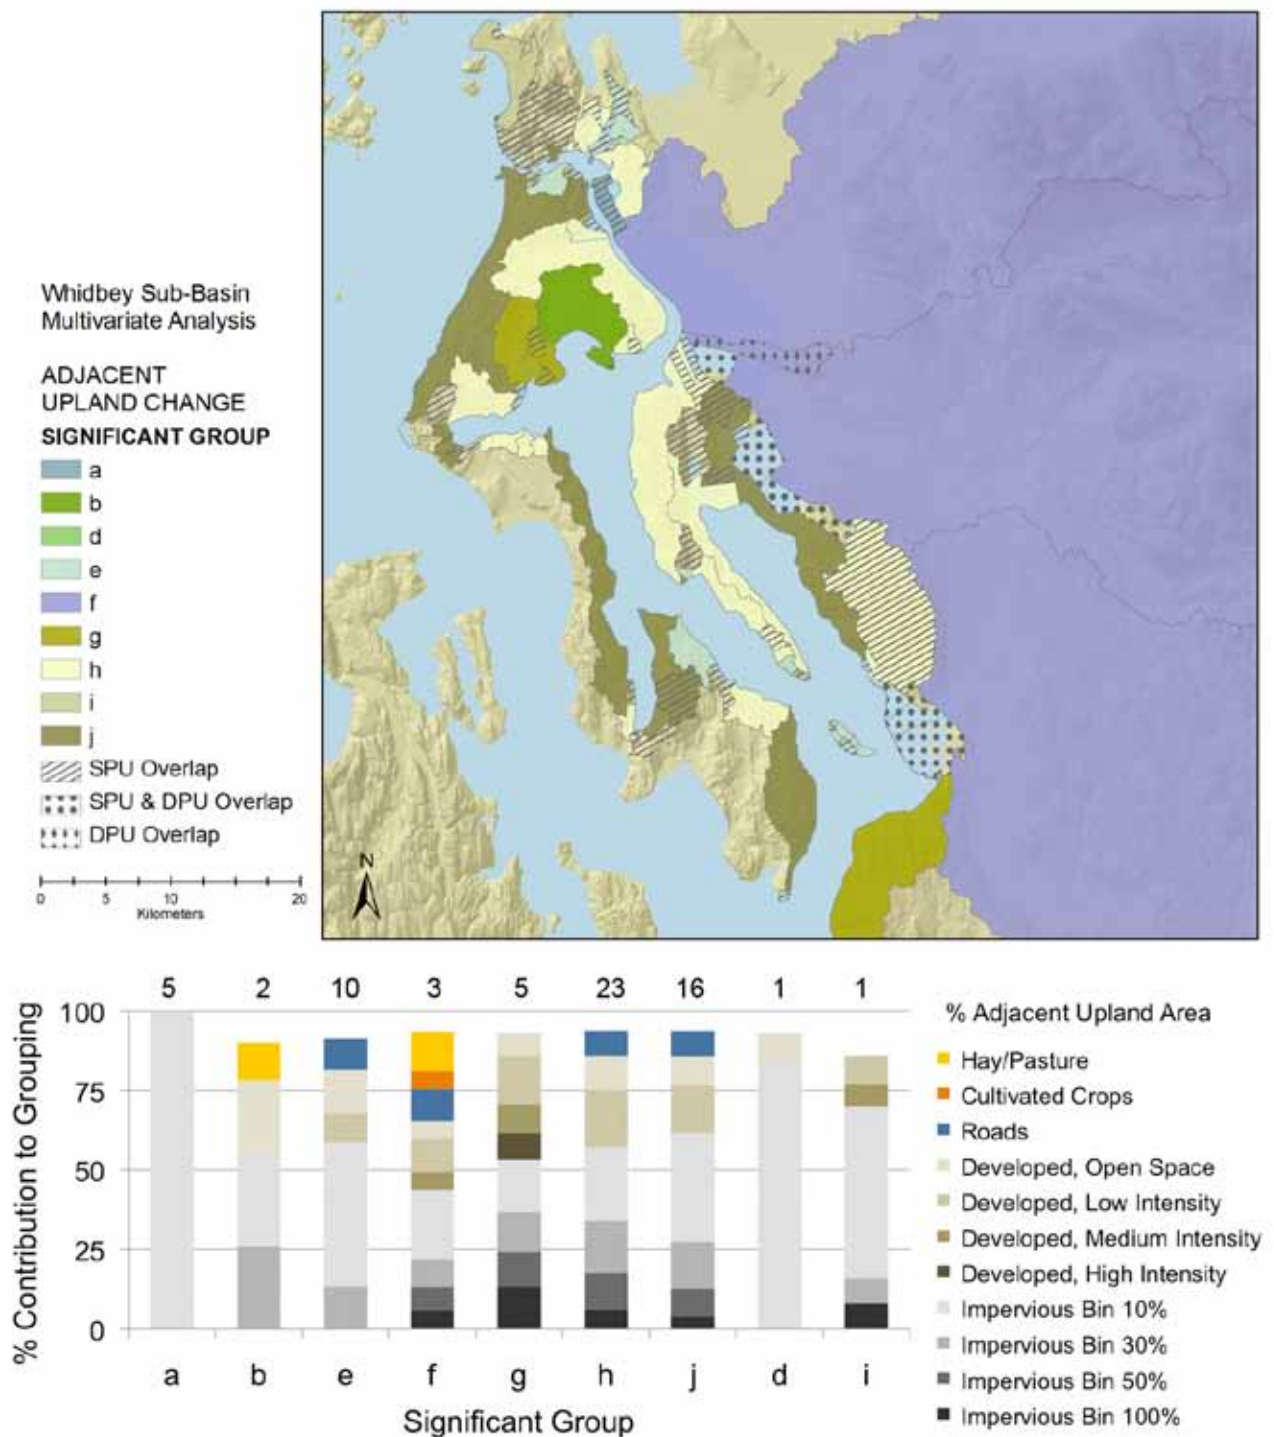 Whidbey Sub-Basin
Multivariate Analysis
ADJACENT
UPLAND CHANGE
SIGNIFICANT GROUP
a
b
d
e
f
g
h
i
j
SPU Overlap
SPU & DPU Overlap
DPU Overlap
N
0 5 10 20
Kilometers
5 2 10 3 5 23 16 1 1
% Contribution to Grouping
100
75
50
25
0
a b e f g h j d i
Significant Group
% Adjacent Upland Area
Hay/Pasture
Cultivated Crops
Roads
Developed, Open Space
Developed, Low Intensity
Developed, Medium Intensity
Developed, High Intensity
Impervious Bin 10%
Impervious Bin 30%
Impervious Bin 50%
Impervious Bin 100%